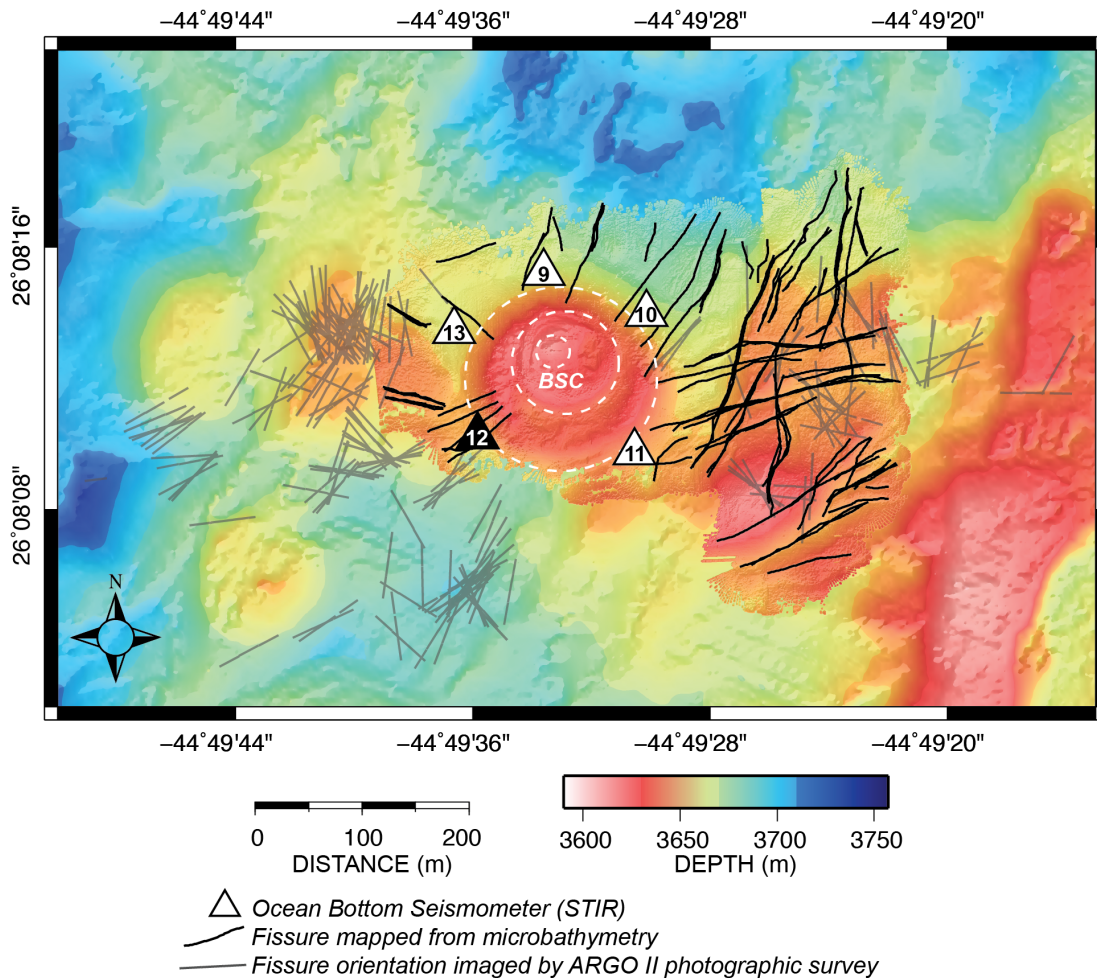 −44˚49'44" −44˚49'36" −44˚49'28" −44˚49'20"
26˚08'16"
26˚08'08"
9
10
13
BSC
12
11
N
−44˚49'44" −44˚49'36" −44˚49'28" −44˚49'20"
0 100 200
DISTANCE (m)
3600 3650 3700 3750
DEPTH (m)
Ocean Bottom Seismometer (STIR)
Fissure mapped from microbathymetry
Fissure orientation imaged by ARGO II photographic survey